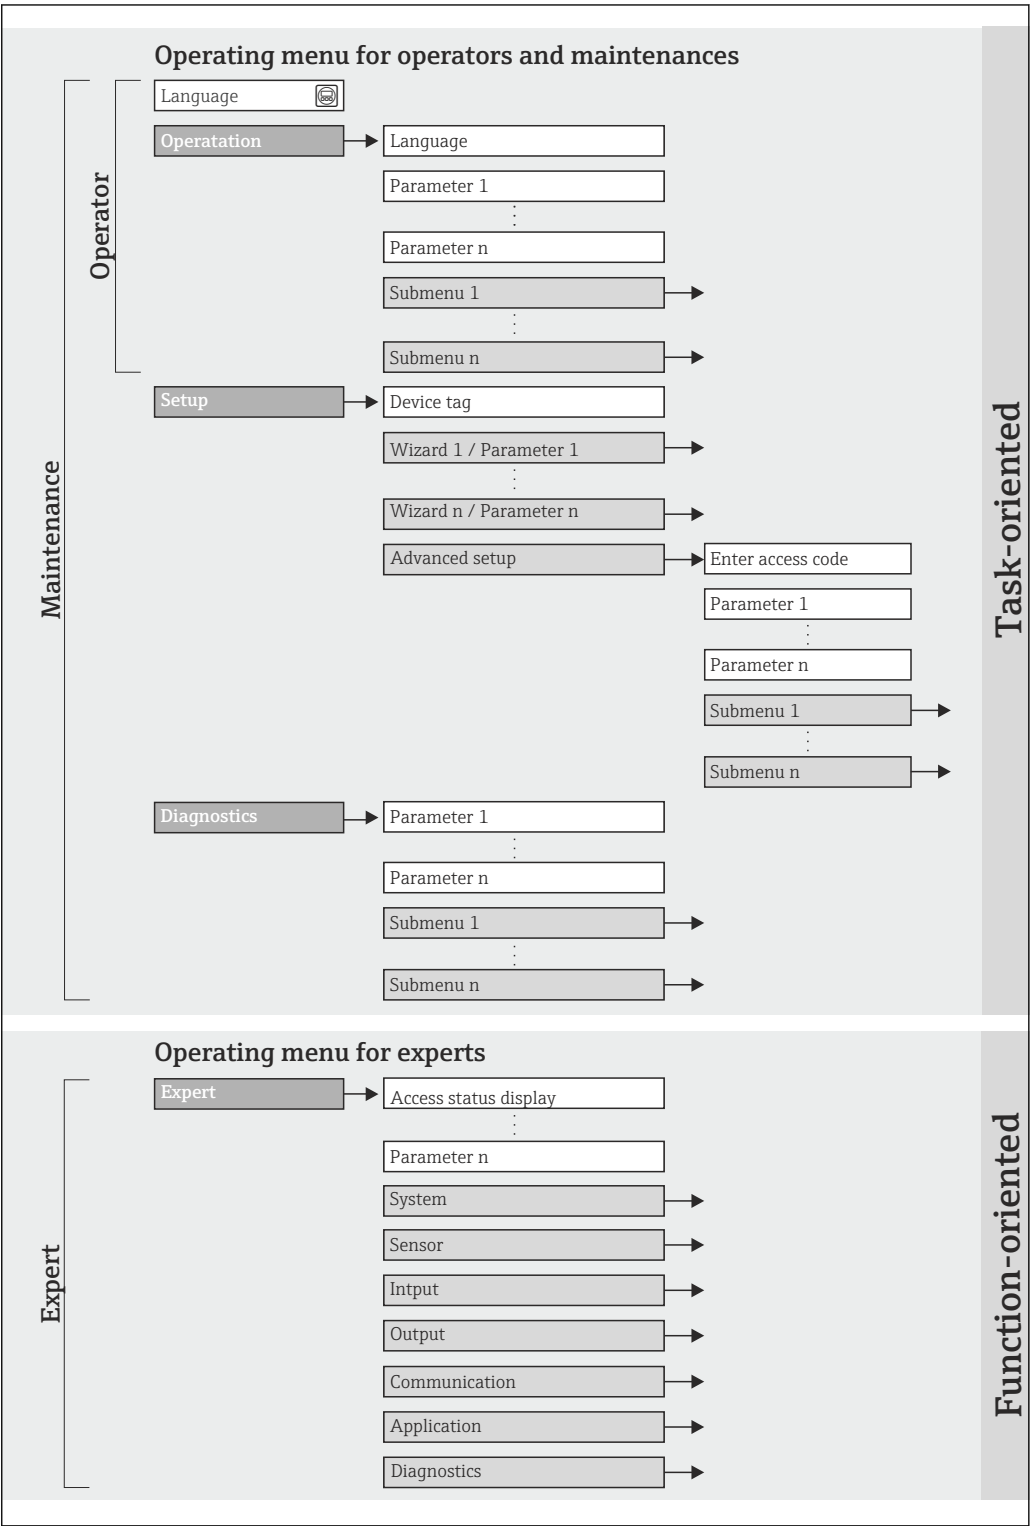 Operating menu for operators and maintenances
Language
Operatation
Language
Parameter 1
Parameter n
Submenu 1
Submenu n
Operator
Setup
Device tag
Wizard 1 / Parameter 1
Wizard n / Parameter n
Advanced setup
Enter access code
Parameter 1
Parameter n
Submenu 1
Submenu n
Diagnostics
Parameter 1
Parameter n
Submenu 1
Submenu n
Maintenance
Task-oriented
Operating menu for experts
Expert
Access status display
Parameter n
System
Sensor
Intput
Output
Communication
Application
Diagnostics
Expert
Function-oriented